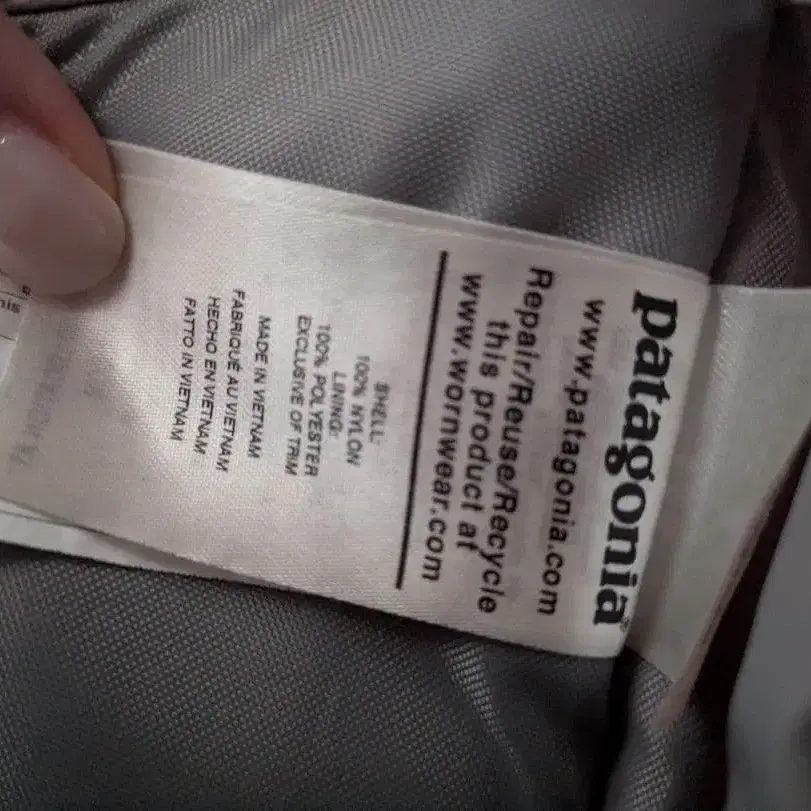 patagonia®
www.patagonia.com
Repair/Reuse/Recycle
this product at
www.wornwear.com
SHELL:
100% NYLON
LINING:
100% POLYESTER
EXCLUSIVE OF TRIM
MADE IN VIETNAM
FABRIQUÉ AU VIETNAM
HECHO EN VIETNAM
FATTO IN VIETNAM